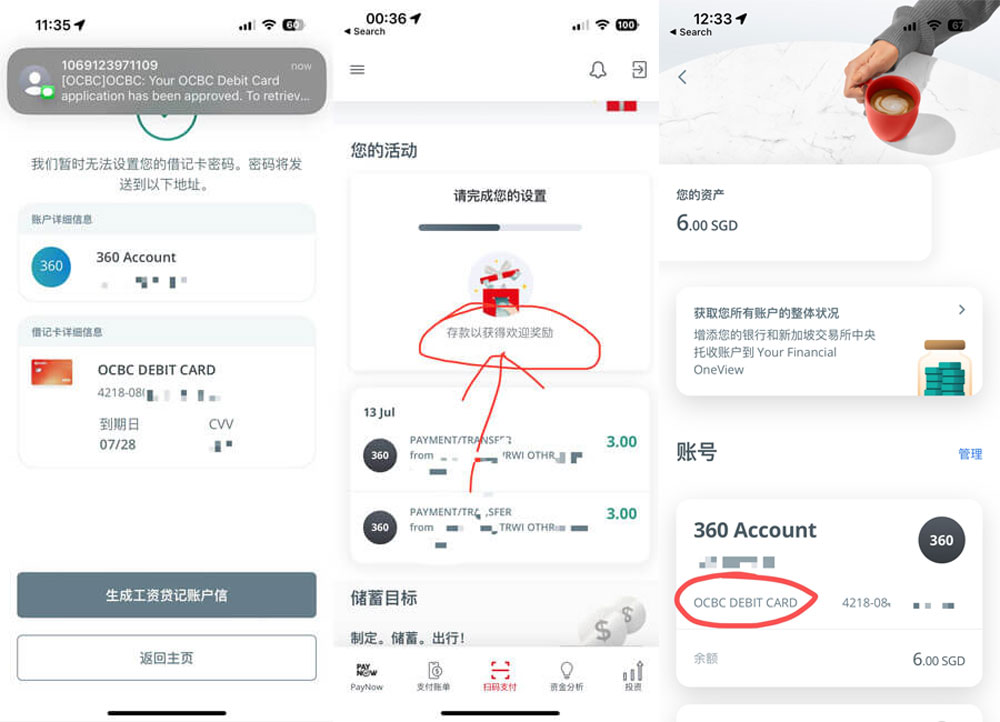 11:35
60
1069123971109
now
[OCBC]OCBC: Your OCBC Debit Card
application has been approved. To retriev...
我们暂时无法设置您的借记卡密码。密码将发
送到以下地址。
账户详细信息
360
360 Account
借记卡详细信息
OCBC DEBIT CARD
4218-08
到期日
CVV
07/28
生成工资贷记账户信
返回主页
00:36
100
Search
您的活动
请完成您的设置
存款以获得欢迎奖励
13 Jul
360
PAYMENT/TRANSFER
3.00
from
OTHR
360
PAYMENT/TRA SFER
3.00
from
TRWI OTHR
储蓄目标
制定。储蓄。出行！
PAY NOW
PayNow
支付账单
扫码支付
资金分析
投资
12:33
67
Search
您的资产
6.00 SGD
获取您所有账户的整体状况
增添您的银行和新加坡交易所中央
托收账户到 Your Financial
OneView
账号
管理
360 Account
360
OCBC DEBIT CARD
4218-08
余额
6.00 SGD